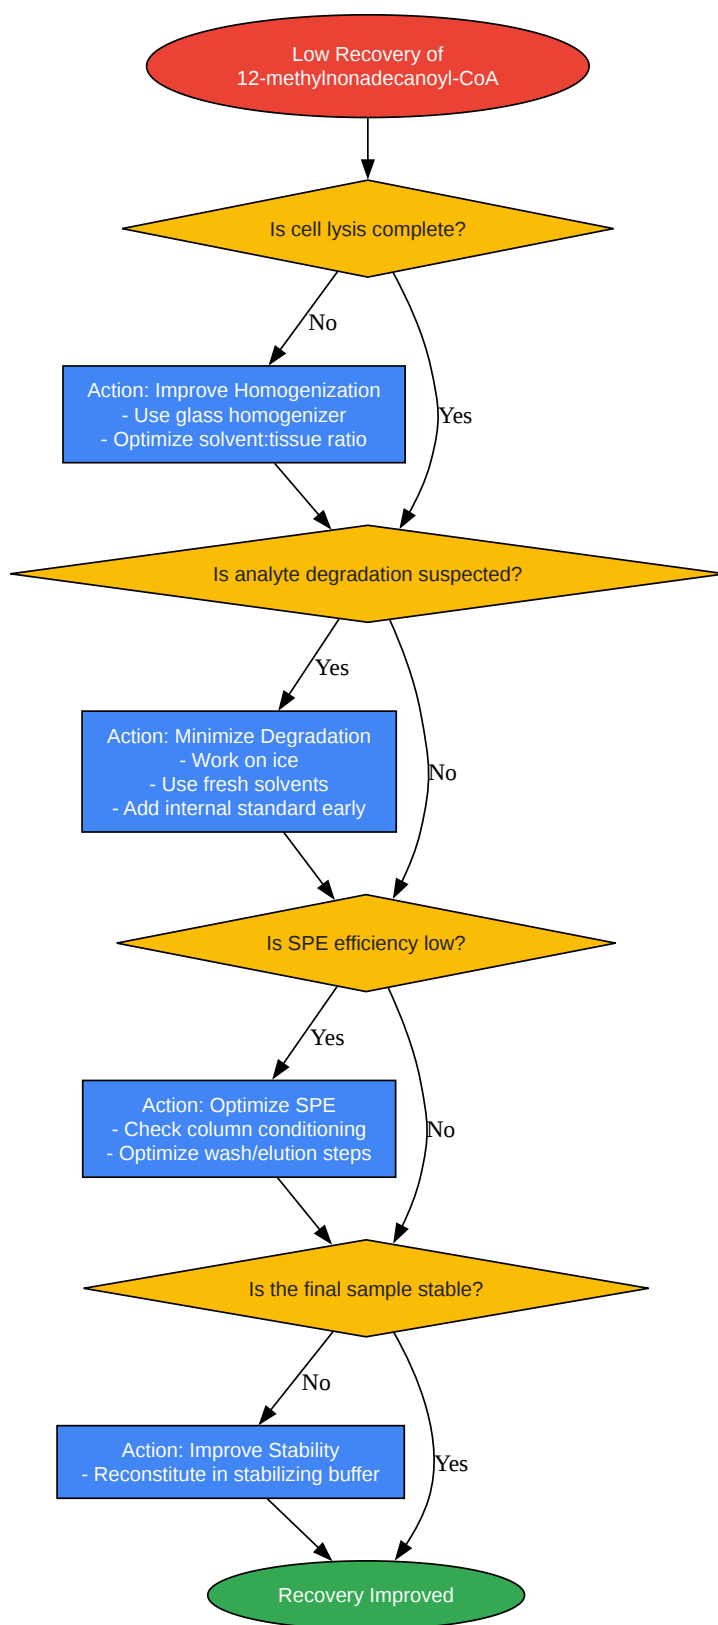 Low Recovery of
12-methylnonadecanoyl-CoA
Is cell lysis complete?
No
Action: Improve Homogenization
- Use glass homogenizer
- Optimize solvent:tissue ratio
Yes
Is analyte degradation suspected?
Yes
Action: Minimize Degradation
- Work on ice
- Use fresh solvents
- Add internal standard early
No
Is SPE efficiency low?
Yes
Action: Optimize SPE
- Check column conditioning
- Optimize wash/elution steps
No
Is the final sample stable?
No
Action: Improve Stability
- Reconstitute in stabilizing buffer
Yes
Recovery Improved